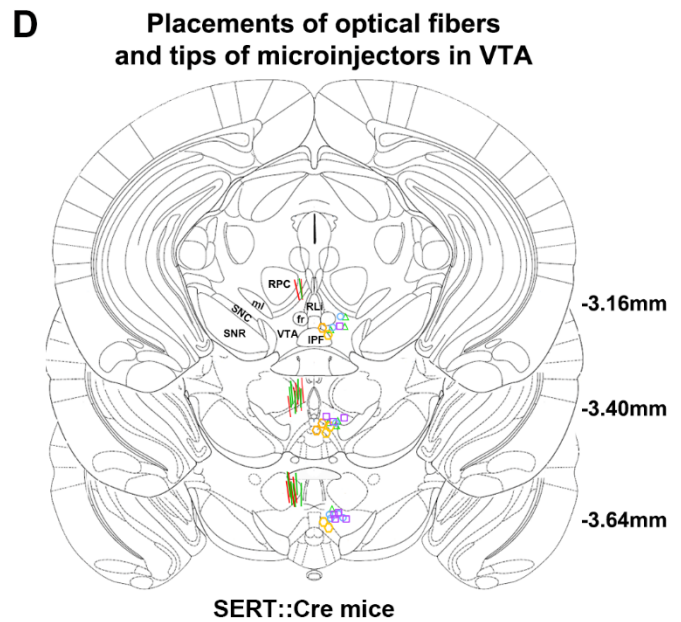 D
Placements of optical fibers
and tips of microinjectors in VTA
RPC
ml
SNC
SNR
RLi
fr
VTA
IPF
-3.16mm
-3.40mm
-3.64mm
SERT::Cre mice